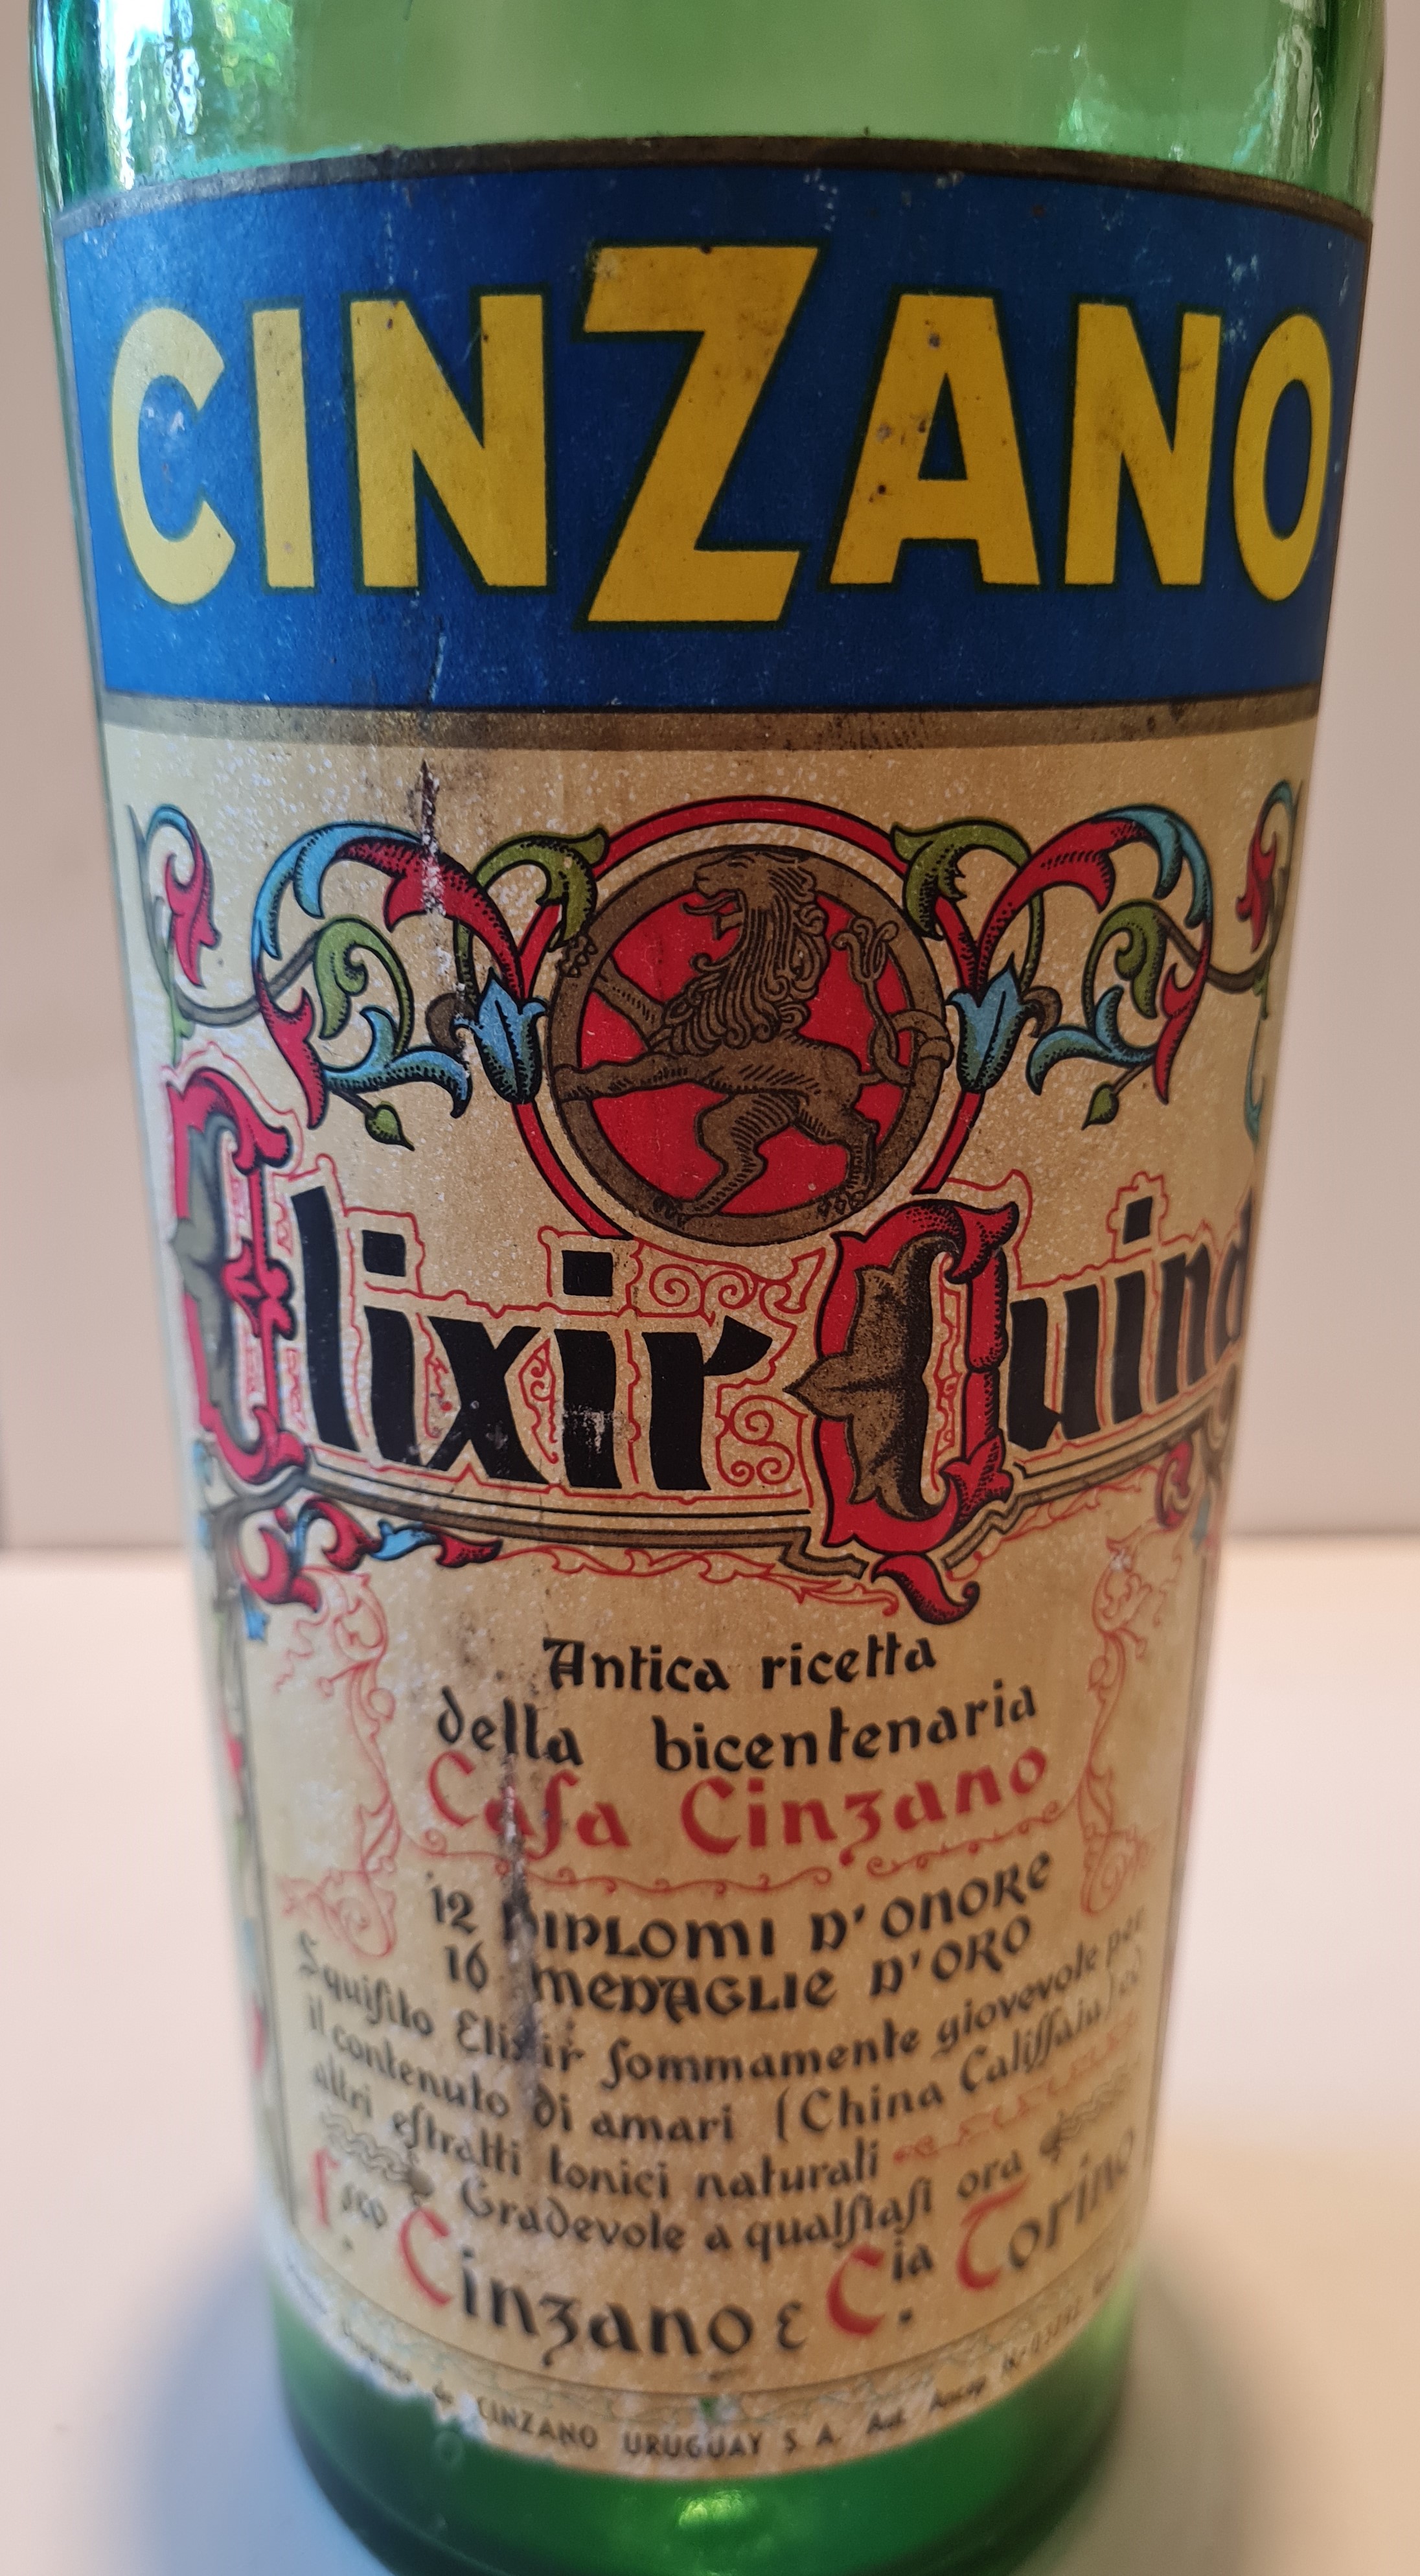 CINZANO
Elixir Quina
Antica ricetta
della bicentenaria
Caſa Cinzano
12 DIPLOMI D'ONORE
16 MEDAGLIE D'ORO
Squiſito Elixir ſommamente giovevole per
il contenuto di amari (China Caliſſaia) ed
altri eſtratti tonici naturali
Gradevole a qualſiaſi ora
F.sco Cinzano & C.ia Torino
CINZANO URUGUAY S. A.